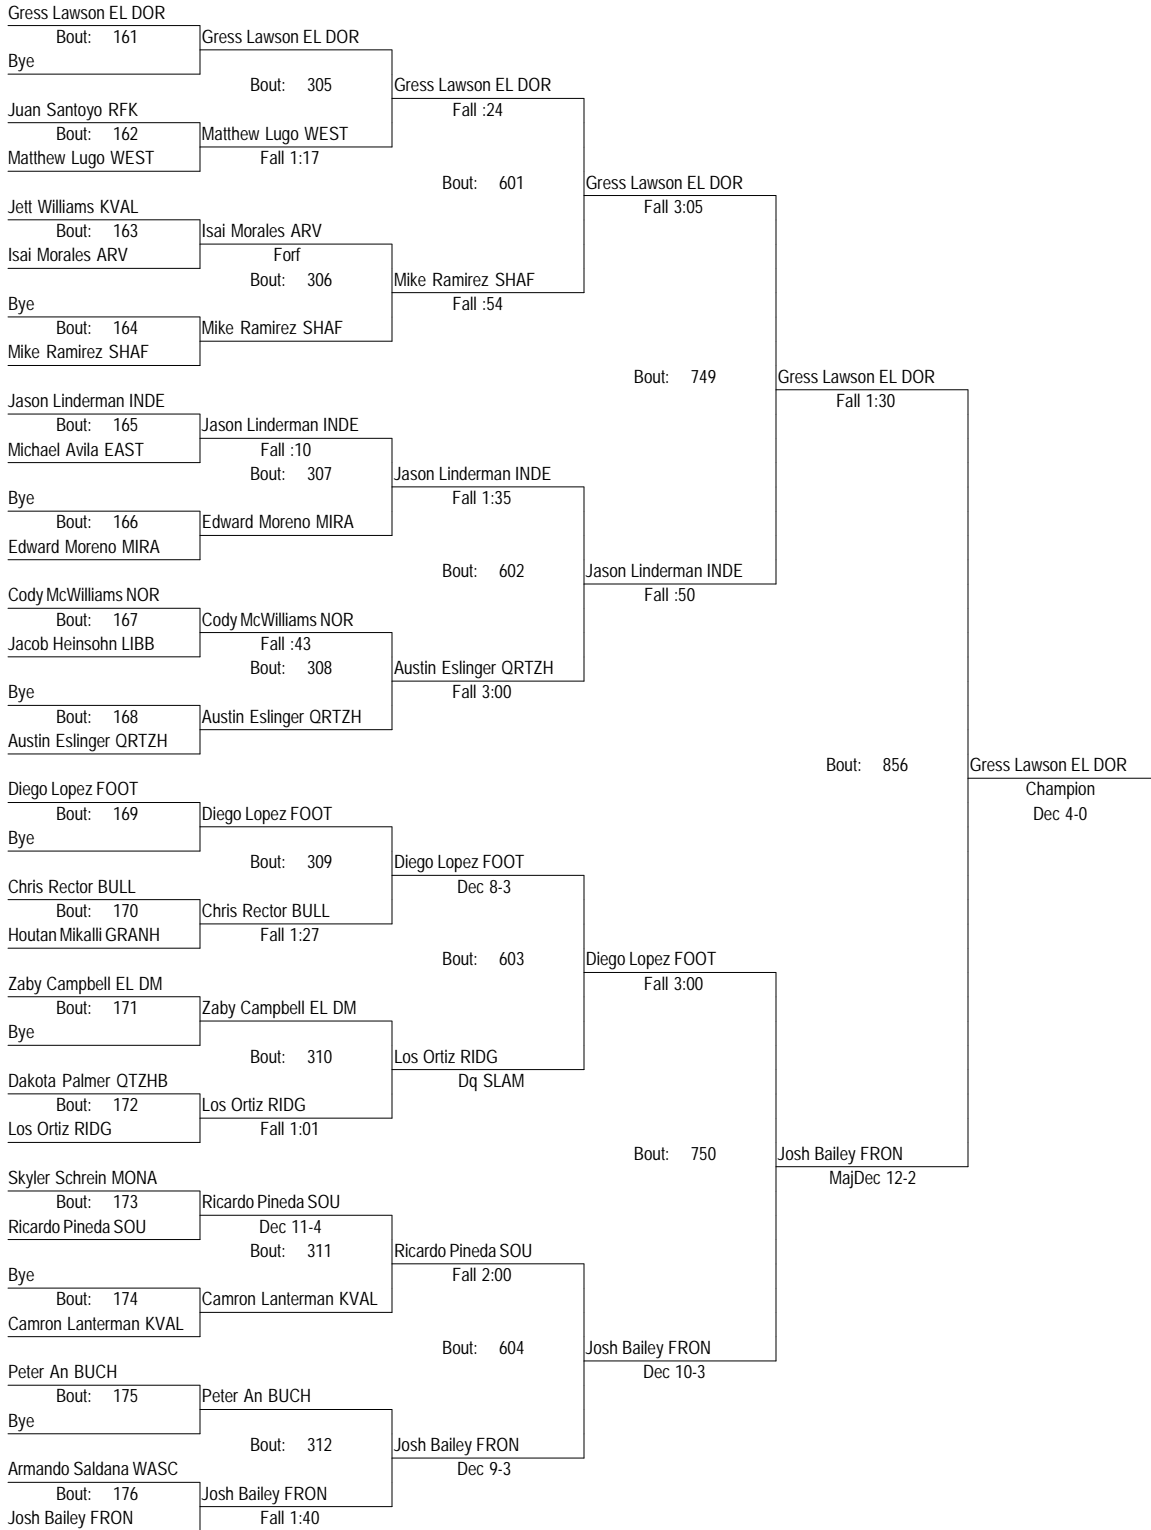 Gress Lawson EL DOR
Bout: 161
Gress Lawson EL DOR
Bye
Bout: 305
Gress Lawson EL DOR
Juan Santoyo RFK
Fall :24
Bout: 162
Matthew Lugo WEST
Matthew Lugo WEST
Fall 1:17
Bout: 601
Gress Lawson EL DOR
Jett Williams KVAL
Fall 3:05
Bout: 163
Isai Morales ARV
Isai Morales ARV
Forf
Bout: 306
Mike Ramirez SHAF
Bye
Fall :54
Bout: 164
Mike Ramirez SHAF
Mike Ramirez SHAF
Bout: 749
Gress Lawson EL DOR
Jason Linderman INDE
Fall 1:30
Bout: 165
Jason Linderman INDE
Michael Avila EAST
Fall :10
Bout: 307
Jason Linderman INDE
Bye
Fall 1:35
Bout: 166
Edward Moreno MIRA
Edward Moreno MIRA
Bout: 602
Jason Linderman INDE
Cody McWilliams NOR
Fall :50
Bout: 167
Cody McWilliams NOR
Jacob Heinsohn LIBB
Fall :43
Bout: 308
Austin Eslinger QRTZH
Bye
Fall 3:00
Bout: 168
Austin Eslinger QRTZH
Austin Eslinger QRTZH
Bout: 856
Gress Lawson EL DOR
Diego Lopez FOOT
Champion
Bout: 169
Diego Lopez FOOT
Dec 4-0
Bye
Bout: 309
Diego Lopez FOOT
Chris Rector BULL
Dec 8-3
Bout: 170
Chris Rector BULL
Houtan Mikalli GRANH
Fall 1:27
Bout: 603
Diego Lopez FOOT
Zaby Campbell EL DM
Fall 3:00
Bout: 171
Zaby Campbell EL DM
Bye
Bout: 310
Los Ortiz RIDG
Dakota Palmer QTZHB
Dq SLAM
Bout: 172
Los Ortiz RIDG
Los Ortiz RIDG
Fall 1:01
Bout: 750
Josh Bailey FRON
Skyler Schrein MONA
MajDec 12-2
Bout: 173
Ricardo Pineda SOU
Ricardo Pineda SOU
Dec 11-4
Bout: 311
Ricardo Pineda SOU
Bye
Fall 2:00
Bout: 174
Camron Lanterman KVAL
Camron Lanterman KVAL
Bout: 604
Josh Bailey FRON
Peter An BUCH
Dec 10-3
Bout: 175
Peter An BUCH
Bye
Bout: 312
Josh Bailey FRON
Armando Saldana WASC
Dec 9-3
Bout: 176
Josh Bailey FRON
Josh Bailey FRON
Fall 1:40